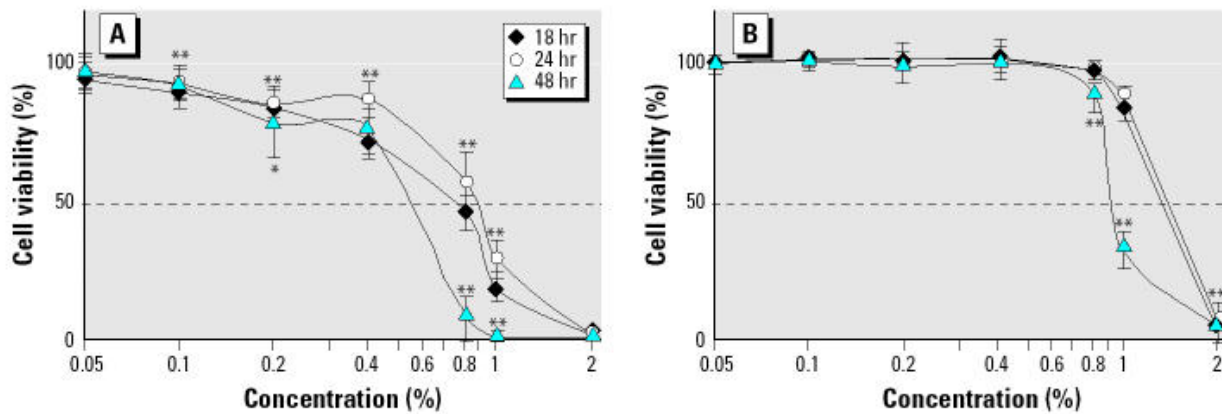 A
18 hr
24 hr
48 hr
Cell viability (%)
100
50
0
** ** ** ** ** * ** **
0.05 0.1 0.2 0.4 0.6 0.8 1 2
Concentration (%)
B
Cell viability (%)
100
50
0
** ** **
0.05 0.1 0.2 0.4 0.6 0.8 1 2
Concentration (%)